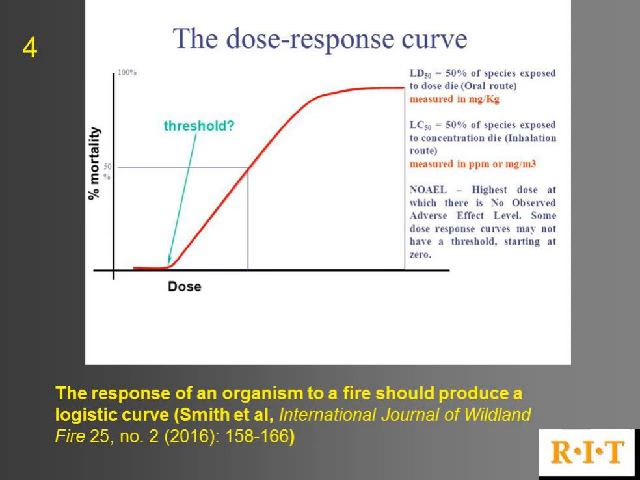 4
The dose-response curve
100%
threshold?
% mortality
50
%
Dose
LD50 = 50% of species exposed
to dose die (Oral route)
measured in mg/Kg
LC50 = 50% of species exposed
to concentration die (Inhalation
route)
measured in ppm or mg/m3
NOAEL – Highest dose at
which there is No Observed
Adverse Effect Level. Some
dose response curves may not
have a threshold, starting at
zero.
The response of an organism to a fire should produce a
logistic curve (Smith et al, International Journal of Wildland
Fire 25, no. 2 (2016): 158-166)
R·I·T